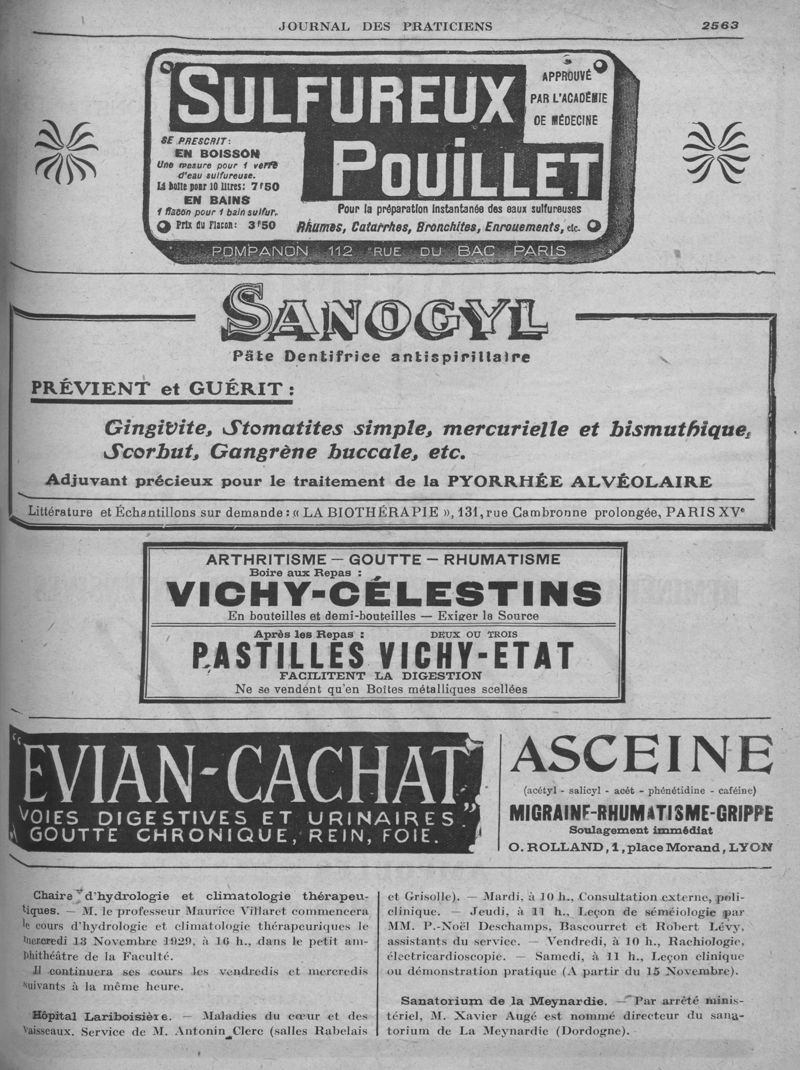 JOURNAL DES PRATICIENS
2563
SULFUREUX
POUILLET
APPROUVÉ
PAR L'ACADÉMIE
DE MÉDECINE
SE PRESCRIT:
EN BOISSON
Une mesure pour 1 verre
d'eau sulfureuse.
La boîte pour 10 litres: 7f50
EN BAINS
1 flacon pour 1 bain sulfur.
Prix du Flacon: 3f50
Pour la préparation instantanée des eaux sulfureuses
Rhumes, Catarrhes, Bronchites, Enrouements, etc.
POMPANON 112 RUE DU BAC PARIS
SANOGYL
Pâte Dentifrice antispirillaire
PRÉVIENT et GUÉRIT :
Gingivite, Stomatites simple, mercurielle et bismuthique,
Scorbut, Gangrène buccale, etc.
Adjuvant précieux pour le traitement de la PYORRHÉE ALVÉOLAIRE
Littérature et Échantillons sur demande : « LA BIOTHÉRAPIE », 131, rue Cambronne prolongée, PARIS XVe
ARTHRITISME — GOUTTE — RHUMATISME
Boire aux Repas :
VICHY-CÉLESTINS
En bouteilles et demi-bouteilles — Exiger la Source
Après les Repas : DEUX OU TROIS
PASTILLES VICHY-ETAT
FACILITENT LA DIGESTION
Ne se vendent qu'en Boîtes métalliques scellées
"EVIAN-CACHAT"
VOIES DIGESTIVES ET URINAIRES
GOUTTE CHRONIQUE, REIN, FOIE.
ASCEINE
(acétyl - salicyl - acét - phénétidine - caféine)
MIGRAINE-RHUMATISME-GRIPPE
Soulagement immédiat
O. ROLLAND, 1, place Morand, LYON
Chaire d'hydrologie et climatologie thérapeu-
tiques. — M. le professeur Maurice Villaret commencera
le cours d'hydrologie et climatologie thérapeuriques le
mercredi 13 Novembre 1929, à 16 h., dans le petit am-
phithéâtre de la Faculté.
Il continuera ses cours les vendredis et mercredis
suivants à la même heure.
Hôpital Lariboisière. — Maladies du cœur et des
Vaisseaux. Service de M. Antonin Clerc (salles Rabelais
et Grisolle). — Mardi, à 10 h., Consultation externe, poli-
clinique. — Jeudi, à 11 h., Leçon de séméiologie par
MM. P.-Noël Deschamps, Bascourret et Robert Lévy,
assistants du service. — Vendredi, à 10 h., Rachiologie,
électricardioscopie. — Samedi, à 11 h., Leçon clinique
ou démonstration pratique (A partir du 15 Novembre).
Sanatorium de la Meynardie. — Par arrêté minis-
tériel, M. Xavier Augé est nommé directeur du sana-
torium de La Meynardie (Dordogne).